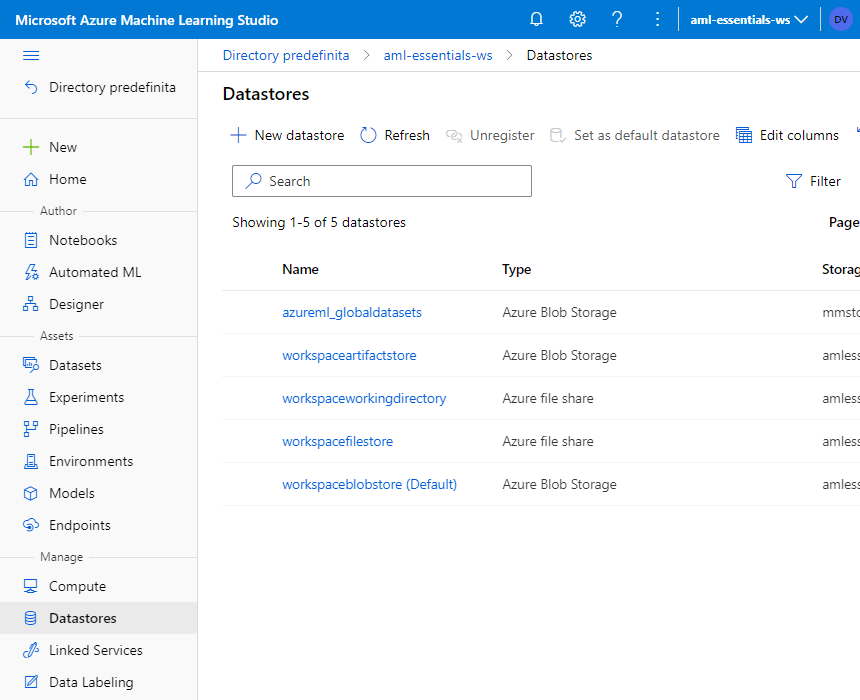 Microsoft Azure Machine Learning Studio
aml-essentials-ws
DV
Directory predefinita
New
Home
Author
Notebooks
Automated ML
Designer
Assets
Datasets
Experiments
Pipelines
Environments
Models
Endpoints
Manage
Compute
Datastores
Linked Services
Data Labeling
Directory predefinita > aml-essentials-ws > Datastores
Datastores
New datastore Refresh Unregister Set as default datastore Edit columns
Search
Filter
Showing 1-5 of 5 datastores Page
Name Type Storag
azureml_globaldatasets Azure Blob Storage mmsto
workspaceartifactstore Azure Blob Storage amless
workspaceworkingdirectory Azure file share amless
workspacefilestore Azure file share amless
workspaceblobstore (Default) Azure Blob Storage amless